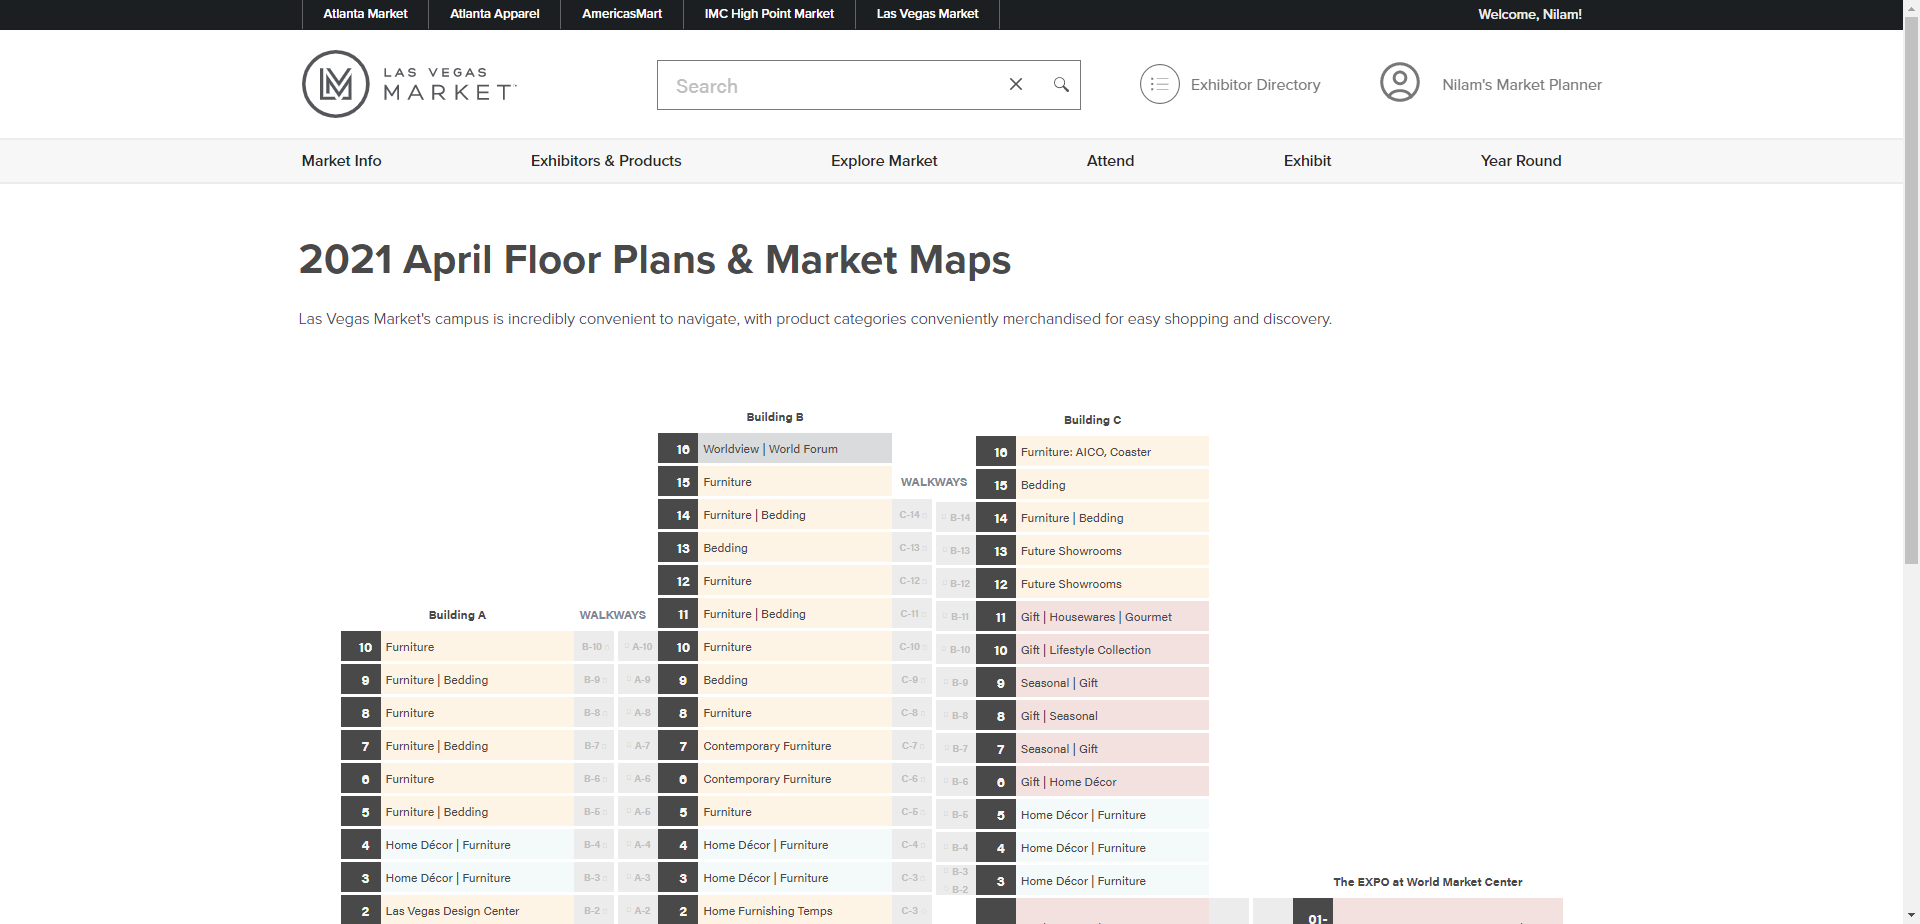 Atlanta Market
Atlanta Apparel
AmericasMart
IMC High Point Market
Las Vegas Market
Welcome, Nilam!
LAS VEGAS
MARKET
Search
Exhibitor Directory
Nilam's Market Planner
Market Info
Exhibitors & Products
Explore Market
Attend
Exhibit
Year Round
2021 April Floor Plans & Market Maps
Las Vegas Market's campus is incredibly convenient to navigate, with product categories conveniently merchandised for easy shopping and discovery.
Building A
WALKWAYS
10 Furniture B-10
9 Furniture | Bedding B-9
8 Furniture B-8
7 Furniture | Bedding B-7
6 Furniture B-6
5 Furniture | Bedding B-5
4 Home Décor | Furniture B-4
3 Home Décor | Furniture B-3
2 Las Vegas Design Center B-2
Building B
16 Worldview | World Forum
15 Furniture
WALKWAYS
14 Furniture | Bedding C-14
13 Bedding C-13
12 Furniture C-12
11 Furniture | Bedding C-11
A-10 10 Furniture C-10
A-9 9 Bedding C-9
A-8 8 Furniture C-8
A-7 7 Contemporary Furniture C-7
A-6 6 Contemporary Furniture C-6
A-5 5 Furniture C-5
A-4 4 Home Décor | Furniture C-4
A-3 3 Home Décor | Furniture C-3
A-2 2 Home Furnishing Temps C-3
Building C
16 Furniture: AICO, Coaster
15 Bedding
B-14 14 Furniture | Bedding
B-13 13 Future Showrooms
B-12 12 Future Showrooms
B-11 11 Gift | Housewares | Gourmet
B-10 10 Gift | Lifestyle Collection
B-9 9 Seasonal | Gift
B-8 8 Gift | Seasonal
B-7 7 Seasonal | Gift
B-6 6 Gift | Home Décor
B-5 5 Home Décor | Furniture
B-4 4 Home Décor | Furniture
B-3
3 Home Décor | Furniture
B-2
The EXPO at World Market Center
01-